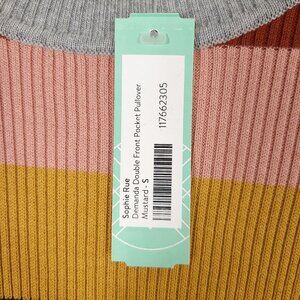 Sophie Rue
Demanda Double Front Pocket Pullover
Mustard - S
117662305